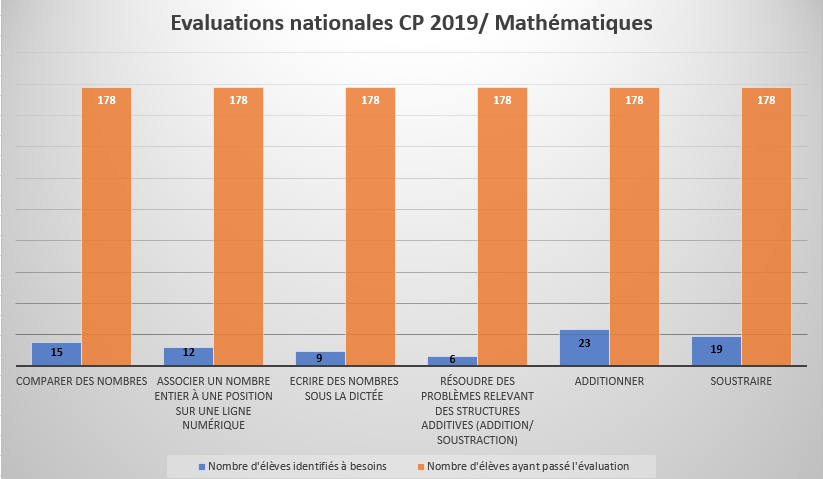 Evaluations nationales CP 2019/ Mathématiques
178 178 178 178 178 178
15 12 9 6 23 19
COMPARER DES NOMBRES
ASSOCIER UN NOMBRE
ENTIER À UNE POSITION
SUR UNE LIGNE
NUMÉRIQUE
ECRIRE DES NOMBRES
SOUS LA DICTÉE
RÉSOUDRE DES
PROBLÈMES RELEVANT
DES STRUCTURES
ADDITIVES (ADDITION/
SOUSTRACTION)
ADDITIONNER
SOUSTRAIRE
Nombre d'élèves identifiés à besoins
Nombre d'élèves ayant passé l'évaluation